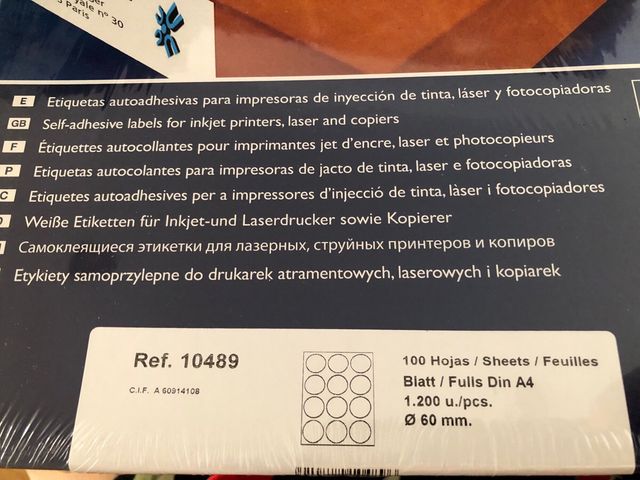 yale nº 30
Paris
E Etiquetas autoadhesivas para impresoras de inyección de tinta, láser y fotocopiadoras
GB Self-adhesive labels for inkjet printers, laser and copiers
F Étiquettes autocollantes pour imprimantes jet d'encre, laser et photocopieurs
P Etiquetas autocolantes para impresoras de jacto de tinta, laser e fotocopiadoras
C Etiquetes autoadhesives per a impressores d'injecció de tinta, làser i fotocopiadores
Weiße Etiketten für Inkjet-und Laserdrucker sowie Kopierer
Самоклеящиеся этикетки для лазерных, струйных принтеров и копиров
Etykiety samoprzylepne do drukarek atramentowych, laserowych i kopiarek
Ref. 10489
C.I.F. A 60914108
100 Hojas / Sheets / Feuilles
Blatt / Fulls Din A4
1.200 u./pcs.
Ø 60 mm.